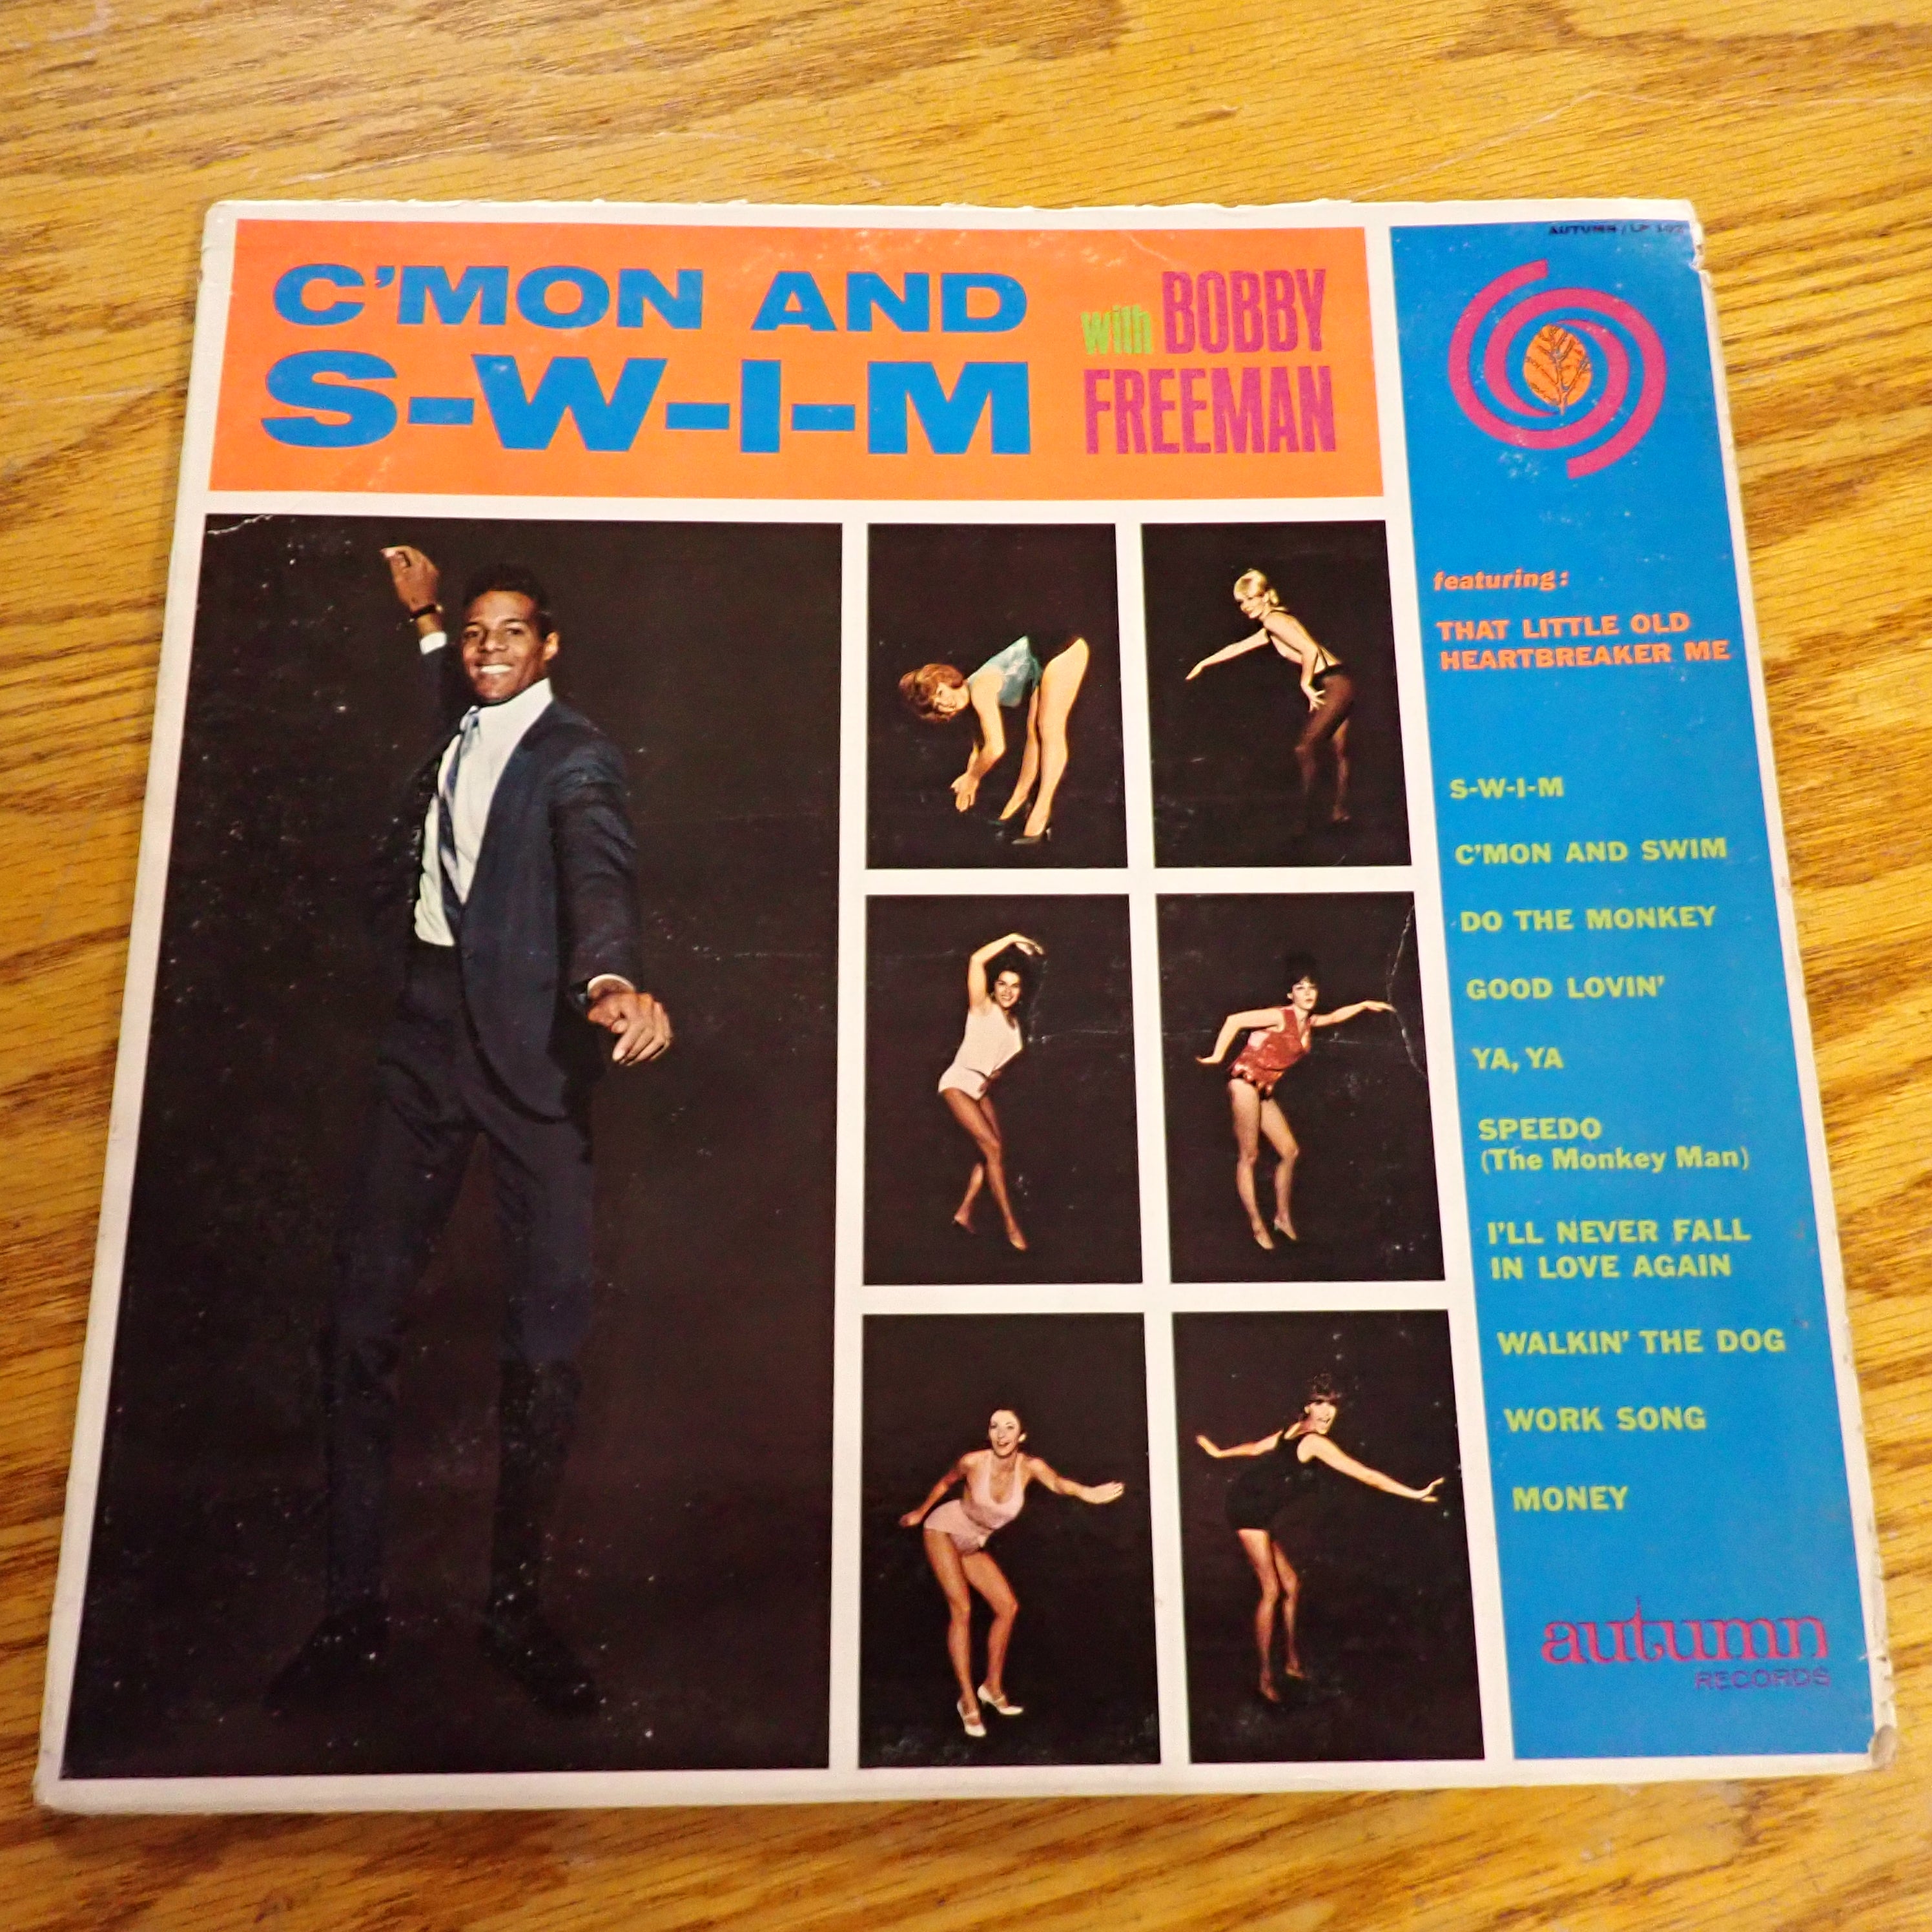 C'MON AND
S-W-I-M
with BOBBY
FREEMAN
AUTUMN / LP
featuring:
THAT LITTLE OLD
HEARTBREAKER ME
S-W-I-M
C'MON AND SWIM
DO THE MONKEY
GOOD LOVIN'
YA, YA
SPEEDO
(The Monkey Man)
I'LL NEVER FALL
IN LOVE AGAIN
WALKIN' THE DOG
WORK SONG
MONEY
autumn
RECORDS